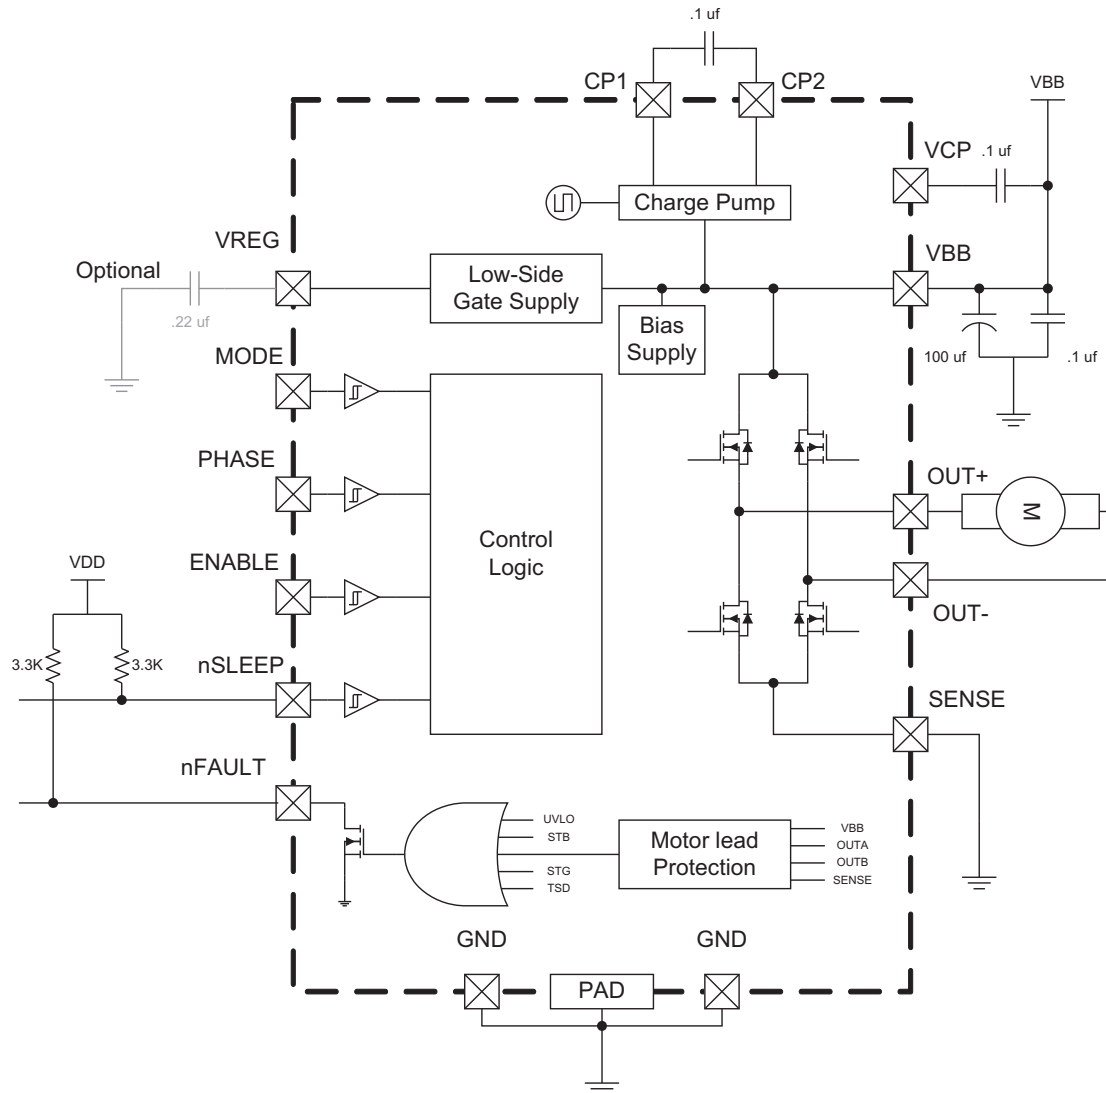 .1 uf
CP1
CP2
VBB
VCP
.1 uf
Charge Pump
VREG
VBB
Optional
Low-Side
Gate Supply
.22 uf
Bias
Supply
MODE
100 uf
.1 uf
PHASE
OUT+
M
Control
Logic
VDD
ENABLE
OUT-
3.3K
3.3K
nSLEEP
SENSE
nFAULT
UVLO
STB
STG
TSD
Motor lead
Protection
VBB
OUTA
OUTB
SENSE
GND
GND
PAD